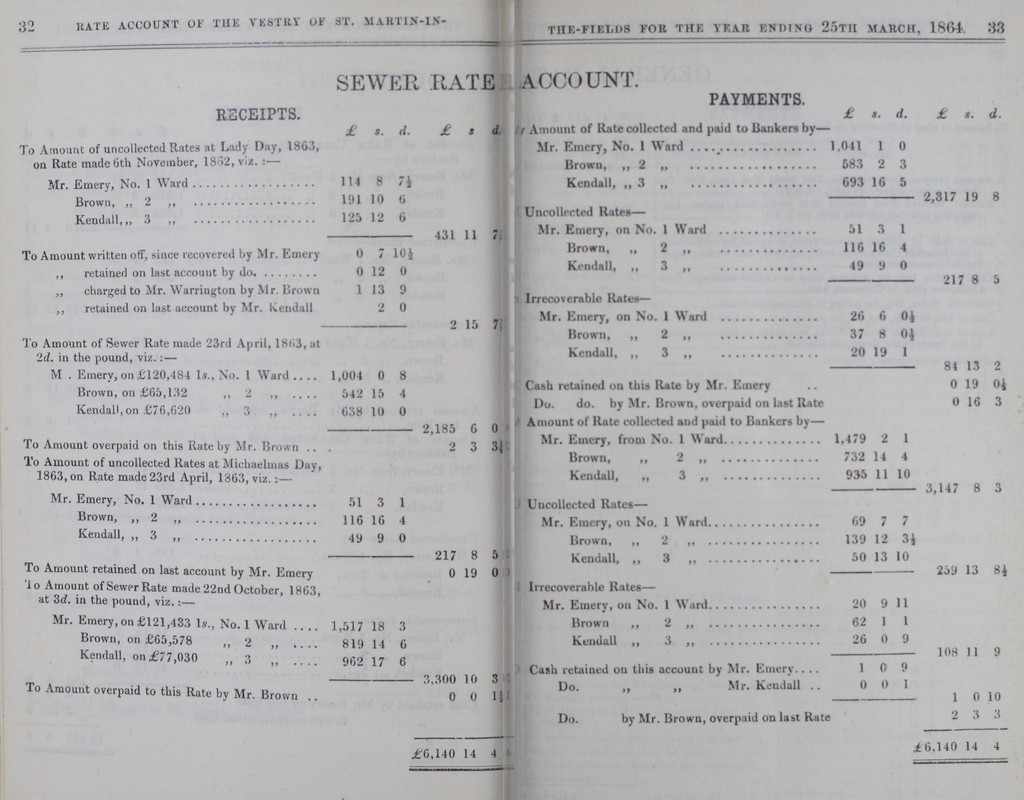 32 RATE ACCOUNT OF THE VESTRY OF ST. MARTIN-IN-
SEWER RATE
RECEIPTS.
£ s. d. £ s d.
To Amount of uncollected Rates at Lady Day, 1863,
on Rate made 6th November, 1862, viz. :—
Mr. Emery, No. 1 Ward .................. 114 8 7½
Brown, ,, 2 ,, .................. 191 10 6
Kendall, ,, 3 ,, .................. 125 12 6
431 11 7
To Amount written off, since recovered by Mr. Emery 0 7 10½
,, retained on last account by do. ......... 0 12 0
,, charged to Mr. Warrington by Mr. Brown 1 13 9
,, retained on last account by Mr. Kendall 2 0
2 15 7
To Amount of Sewer Rate made 23rd April, 1863, at
2d. in the pound, viz. :—
M . Emery, on £120,484 1s., No. 1 Ward .... 1,004 0 8
Brown, on £65,132 ,, 2 ,, .... 542 15 4
Kendall, on £76,620 ,, 3 ,, .... 638 10 0
2,185 6 0
To Amount overpaid on this Rate by Mr. Brown .. . 2 3 3
To Amount of uncollected Rates at Michaelmas Day,
1863, on Rate made 23rd April, 1863, viz. :—
Mr. Emery, No. 1 Ward .................. 51 3 1
Brown, ,, 2 ,, .................. 116 16 4
Kendall, ,, 3 ,, .................. 49 9 0
217 8 5
To Amount retained on last account by Mr. Emery 0 19 0
To Amount of Sewer Rate made 22nd October, 1863,
at 3d. in the pound, viz. :—
Mr. Emery, on £121,433 1s., No. 1 Ward .... 1,517 18 3
Brown, on £65,578 ,, 2 ,, .... 819 14 6
Kendall, on £77,030 ,, 3 ,, .... 962 17 6
3,300 10 3
To Amount overpaid to this Rate by Mr. Brown .. 0 0 1
£6,140 14 4
THE-FIELDS FOR THE YEAR ENDING 25TH MARCH, 1864. 33
ACCOUNT.
PAYMENTS.
£ s. d. £ s. d.
Amount of Rate collected and paid to Bankers by—
Mr. Emery, No. 1 Ward .................. 1,041 1 0
Brown, ,, 2 ,, .................. 583 2 3
Kendall, ,, 3 ,, .................. 693 16 5
2,317 19 8
Uncollected Rates—
Mr. Emery, on No. 1 Ward .............. 51 3 1
Brown, ,, 2 ,, .................. 116 16 4
Kendall, ,, 3 ,, .................. 49 9 0
217 8 5
Irrecoverable Rates—
Mr. Emery, on No. 1 Ward .............. 26 6 0½
Brown, ,, 2 ,, .................. 37 8 0½
Kendall, ,, 3 ,, .................. 20 19 1
84 13 2
Cash retained on this Rate by Mr. Emery .. 0 19 0½
Do. do. by Mr. Brown, overpaid on last Rate 0 16 3
Amount of Rate collected and paid to Bankers by—
Mr. Emery, from No. 1 Ward.............. 1,479 2 1
Brown, ,, 2 ,, .............. 732 14 4
Kendall, ,, 3 ,, .............. 935 11 10
3,147 8 3
Uncollected Rates—
Mr. Emery, on No. 1 Ward................ 69 7 7
Brown, ,, 2 ,, .................. 139 12 3½
Kendall, ,, 3 ,, .................. 50 13 10
259 13 8½
Irrecoverable Rates—
Mr. Emery, on No. 1 Ward................ 20 9 11
Brown ,, 2 ,, .................. 62 1 1
Kendall ,, 3 ,, .................. 26 0 9
108 11 9
Cash retained on this account by Mr. Emery.... 1 0 9
Do. ,, ,, Mr. Kendall .. 0 0 1
1 0 10
Do. by Mr. Brown, overpaid on last Rate 2 3 3
£6,140 14 4